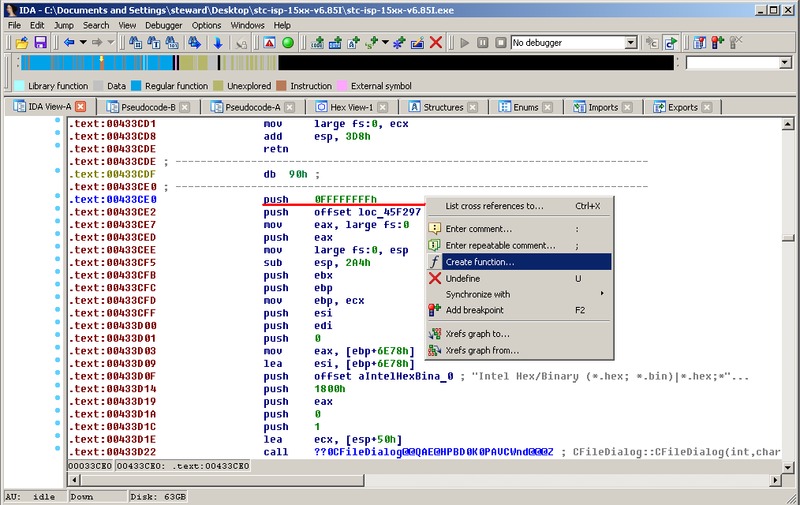 IDA - C:\Documents and Settings\steward\Desktop\stc-isp-15xx-v6.85I\stc-isp-15xx-v6.85I\stc-isp-15xx-v6.85I.exe
File Edit Jump Search View Debugger Options Windows Help
No debugger
Library function Data Regular function Unexplored Instruction External symbol
IDA View-A Pseudocode-B Pseudocode-A Hex View-1 Structures Enums Imports Exports
.text:00433CD1 mov large fs:0, ecx
.text:00433CD8 add esp, 3D8h
.text:00433CDE retn
.text:00433CDE ; ---------------------------------------------------------------------------
.text:00433CDF db 90h ;
.text:00433CE0 ; ---------------------------------------------------------------------------
.text:00433CE0 push 0FFFFFFFFh
.text:00433CE2 push offset loc_45F297
.text:00433CE7 mov eax, large fs:0
.text:00433CED push eax
.text:00433CEE mov large fs:0, esp
.text:00433CF5 sub esp, 2A4h
.text:00433CFB push ebx
.text:00433CFC push ebp
.text:00433CFD mov ebp, ecx
.text:00433CFF push esi
.text:00433D00 push edi
.text:00433D01 push 0
.text:00433D03 mov eax, [ebp+6E78h]
.text:00433D09 lea esi, [ebp+6E78h]
.text:00433D0F push offset aIntelHexBina_0 ; "Intel Hex/Binary (*.hex; *.bin)|*.hex;*"...
.text:00433D14 push 1800h
.text:00433D19 push eax
.text:00433D1A push 0
.text:00433D1C push 1
.text:00433D1E lea ecx, [esp+50h]
.text:00433D22 call ??0CFileDialog@@QAE@HPBD0K0PAVCWnd@@@Z ; CFileDialog::CFileDialog(int,char
List cross references to... Ctrl+X
Enter comment... :
Enter repeatable comment... ;
Create function...
Undefine U
Synchronize with
Add breakpoint F2
Xrefs graph to...
Xrefs graph from...
00033CE0 00433CE0: .text:00433CE0
AU: idle Down Disk: 63GB